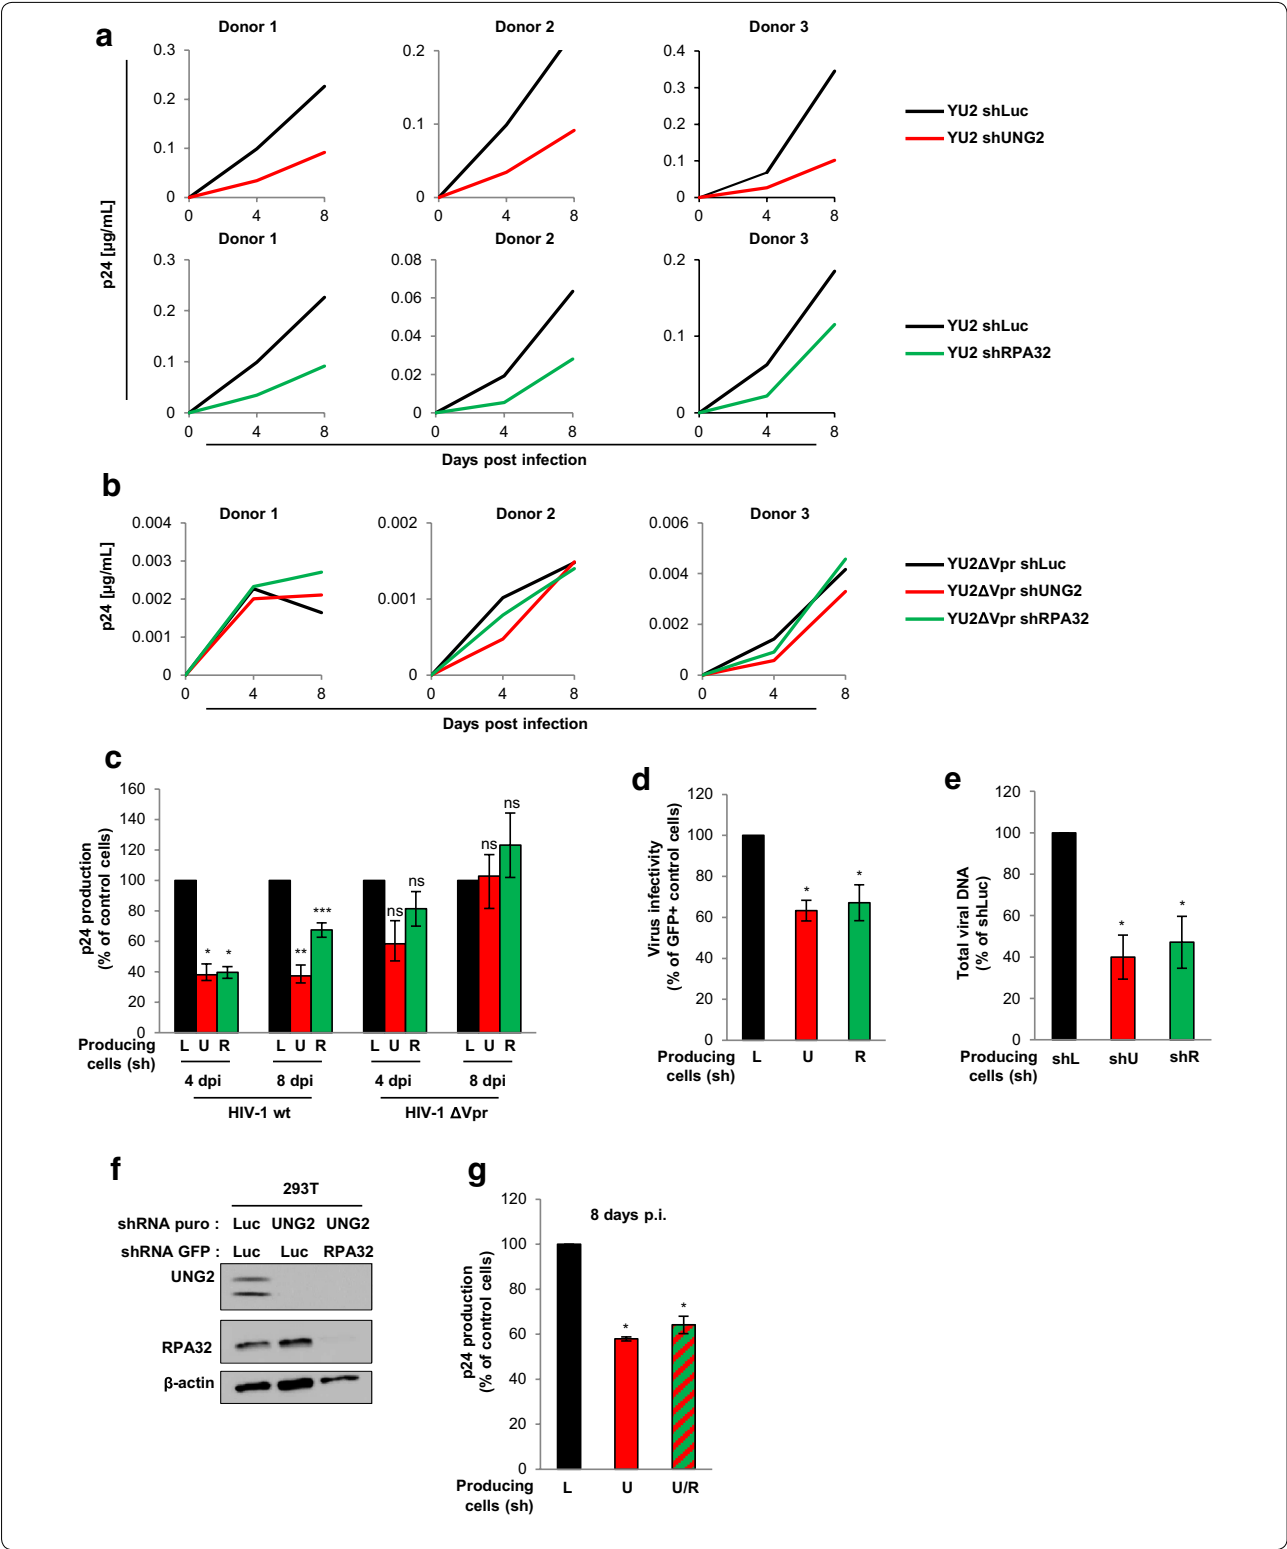 a
Donor 1
Donor 2
Donor 3
0.3
0.2
0.1
0
0 4 8
0.2
0.1
0
0 4 8
0.4
0.3
0.2
0.1
0
0 4 8
YU2 shLuc
YU2 shUNG2
p24 [µg/mL]
Donor 1
Donor 2
Donor 3
0.3
0.2
0.1
0
0 4 8
0.08
0.06
0.04
0.02
0
0 4 8
0.2
0.1
0
0 4 8
YU2 shLuc
YU2 shRPA32
Days post infection
b
Donor 1
Donor 2
Donor 3
p24 [µg/mL]
0.004
0.003
0.002
0.001
0
0 4 8
0.002
0.001
0
0 4 8
0.006
0.004
0.002
0
0 4 8
YU2ΔVpr shLuc
YU2ΔVpr shUNG2
YU2ΔVpr shRPA32
Days post infection
c
p24 production
(% of control cells)
160
140
120
100
80
60
40
20
0
* * ** *** ns ns ns ns
Producing
cells (sh)
L U R L U R L U R L U R
4 dpi 8 dpi 4 dpi 8 dpi
HIV-1 wt HIV-1 ΔVpr
d
Virus infectivity
(% of GFP+ control cells)
120
100
80
60
40
20
0
* *
Producing
cells (sh)
L U R
e
Total viral DNA
(% of shLuc)
120
100
80
60
40
20
0
* *
Producing
cells (sh)
shL shU shR
f
293T
shRNA puro : Luc UNG2 UNG2
shRNA GFP : Luc Luc RPA32
UNG2
RPA32
β-actin
g
8 days p.i.
p24 production
(% of control cells)
120
100
80
60
40
20
0
* *
Producing
cells (sh)
L U U/R